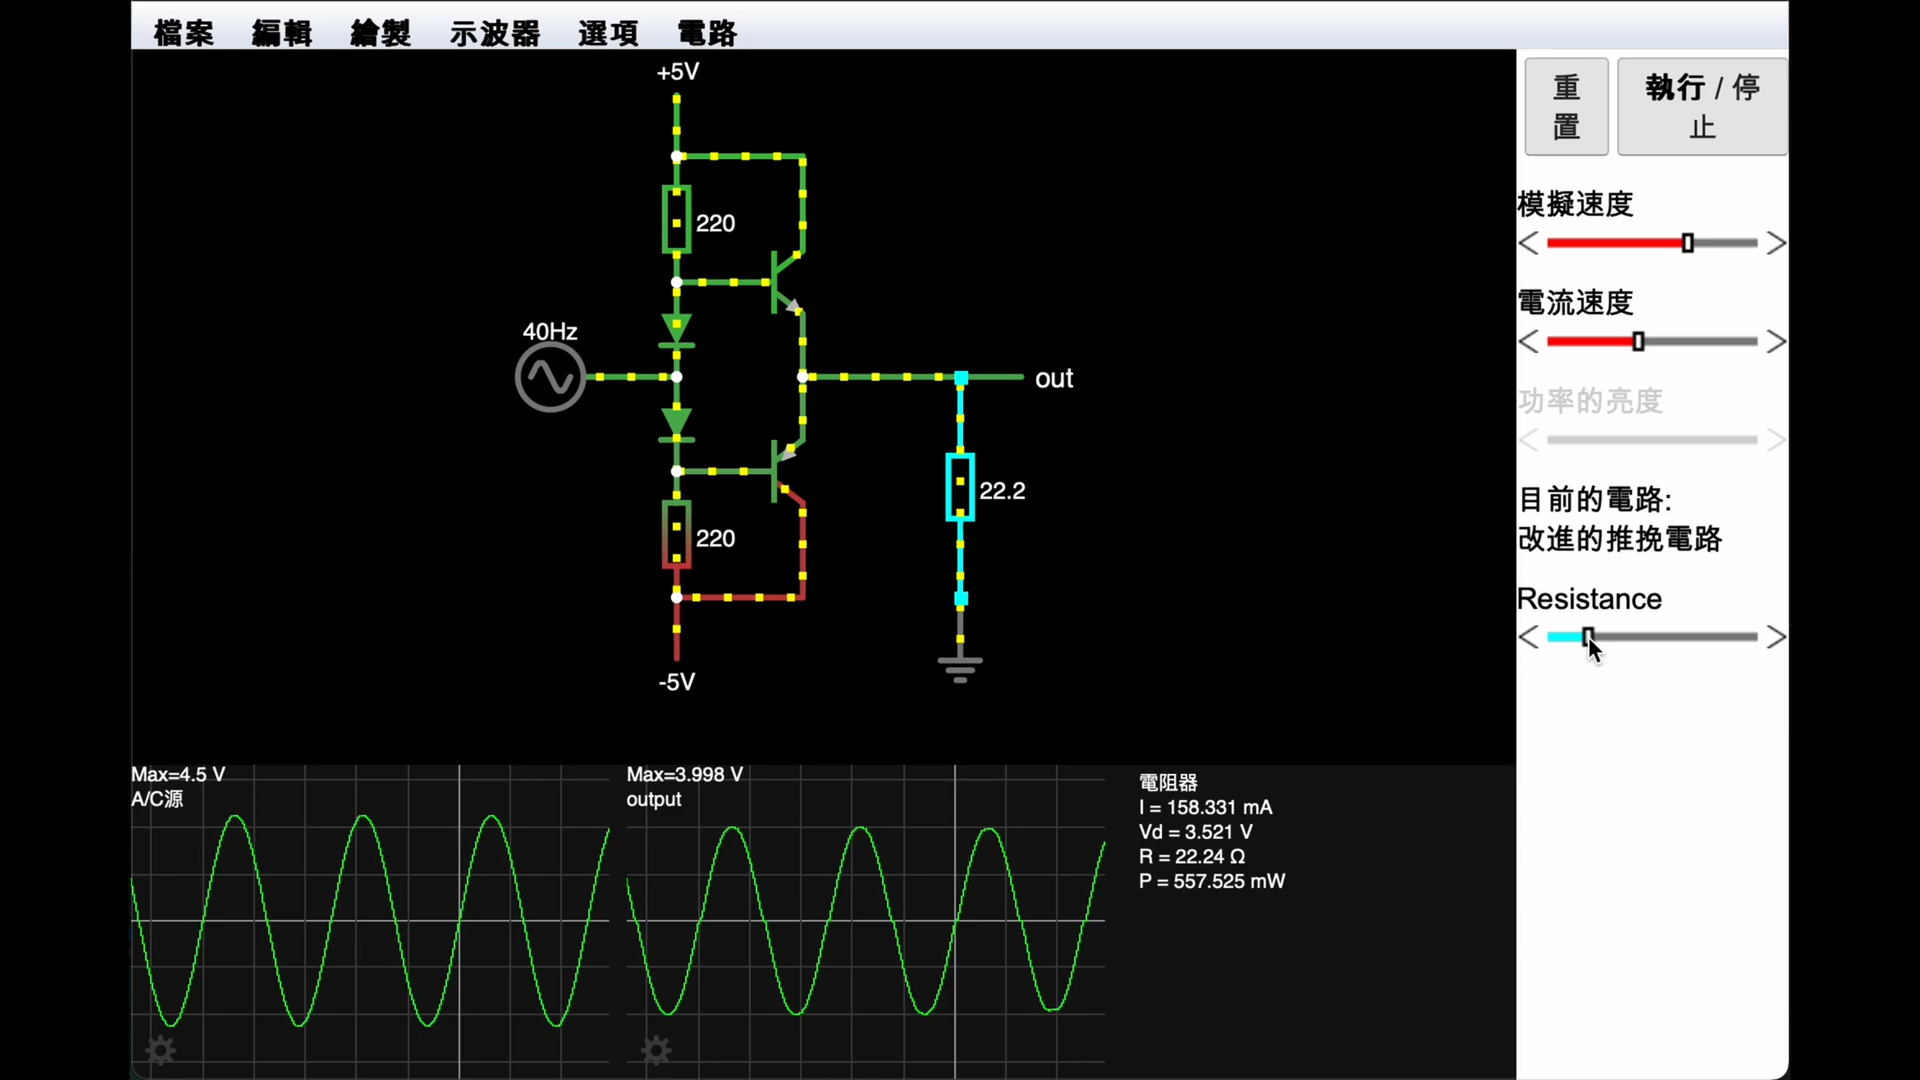 檔案 編輯 繪製 示波器 選項 電路
+5V
220
40Hz
out
22.2
220
-5V
Max=4.5 V
A/C源
Max=3.998 V
output
電阻器
I = 158.331 mA
Vd = 3.521 V
R = 22.24 Ω
P = 557.525 mW
重
置
執行 / 停
止
模擬速度
電流速度
功率的亮度
目前的電路:
改進的推挽電路
Resistance